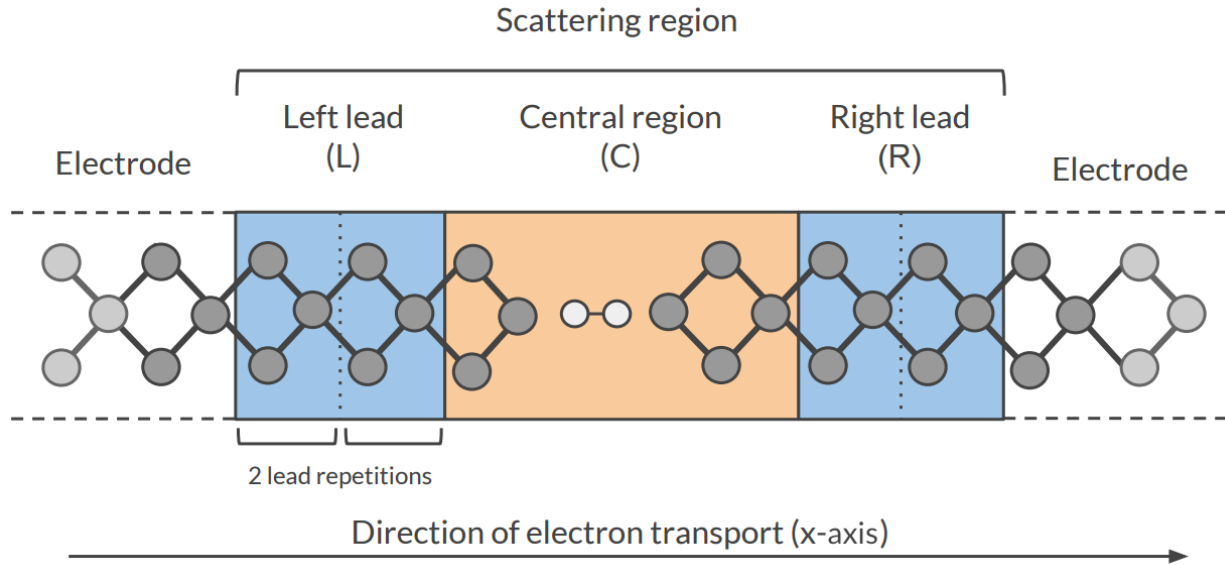 Scattering region
Left lead
(L)
Central region
(C)
Right lead
(R)
Electrode
Electrode
2 lead repetitions
Direction of electron transport (x-axis)